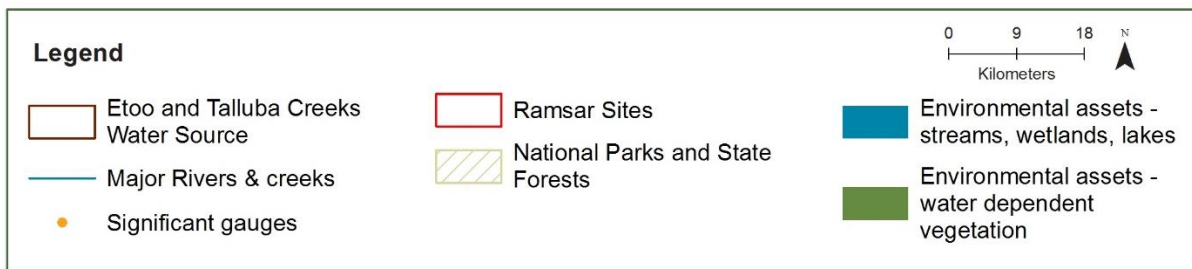 Legend
0 9 18
Kilometers
N
Etoo and Talluba Creeks
Water Source
Major Rivers & creeks
Significant gauges
Ramsar Sites
National Parks and State
Forests
Environmental assets -
streams, wetlands, lakes
Environmental assets -
water dependent
vegetation